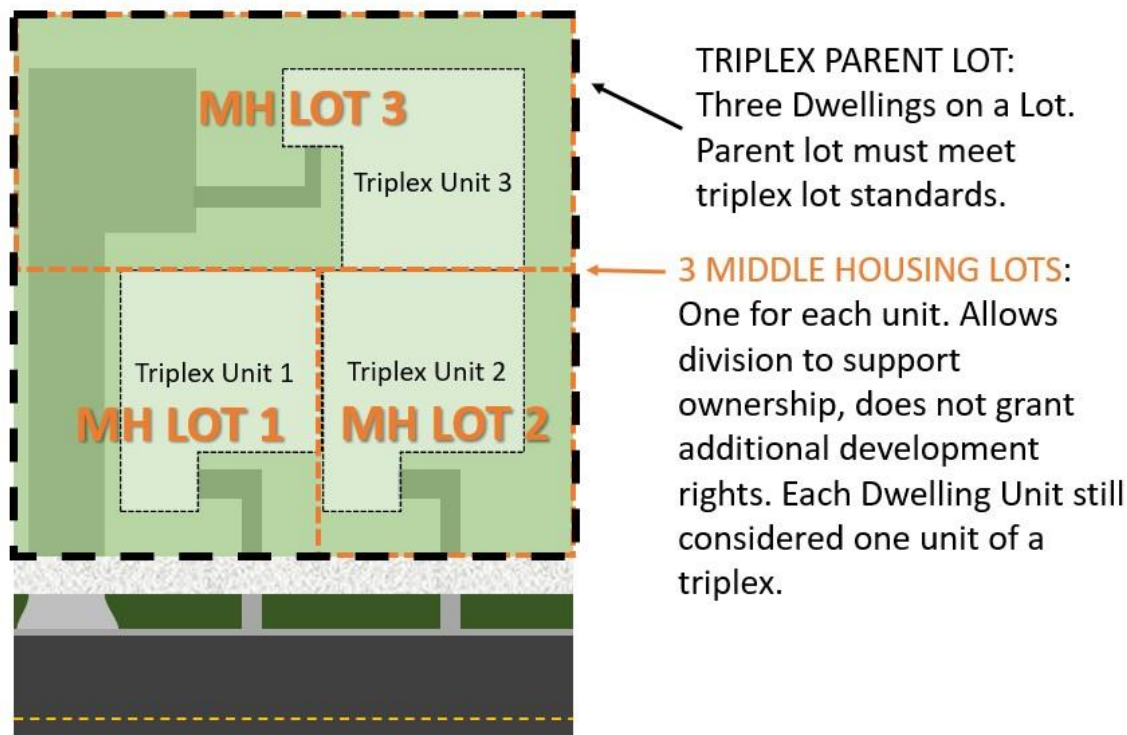 MH LOT 3
Triplex Unit 3
Triplex Unit 1
Triplex Unit 2
MH LOT 1
MH LOT 2
TRIPLEX PARENT LOT:
Three Dwellings on a Lot.
Parent lot must meet
triplex lot standards.
3 MIDDLE HOUSING LOTS:
One for each unit. Allows
division to support
ownership, does not grant
additional development
rights. Each Dwelling Unit still
considered one unit of a
triplex.